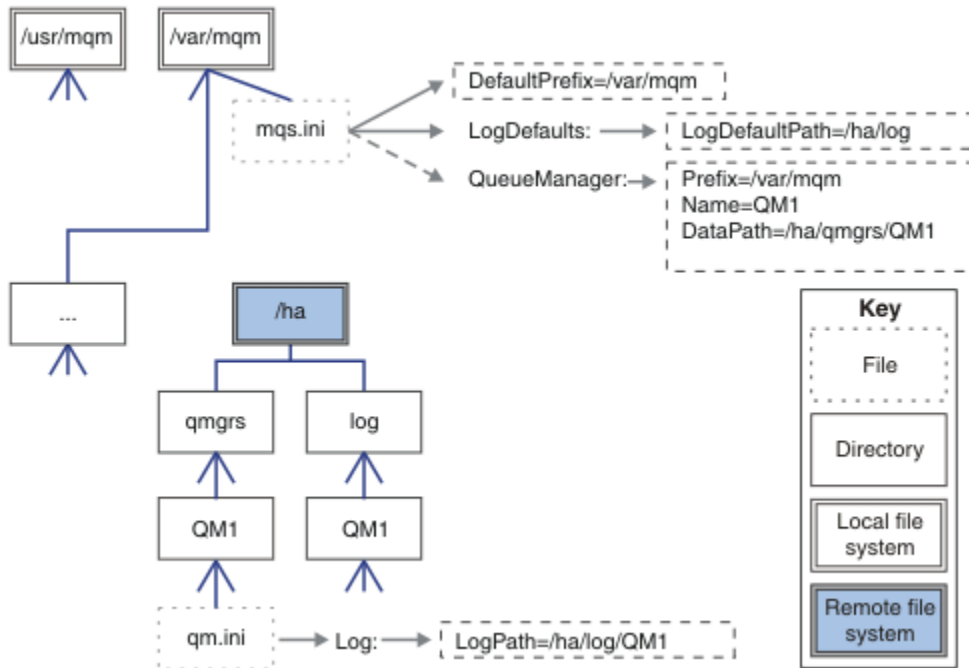 /usr/mqm
/var/mqm
mqs.ini
DefaultPrefix=/var/mqm
LogDefaults:
LogDefaultPath=/ha/log
QueueManager:
Prefix=/var/mqm
Name=QM1
DataPath=/ha/qmgrs/QM1
...
/ha
qmgrs
log
QM1
QM1
qm.ini
Log:
LogPath=/ha/log/QM1
Key
File
Directory
Local file
system
Remote file
system